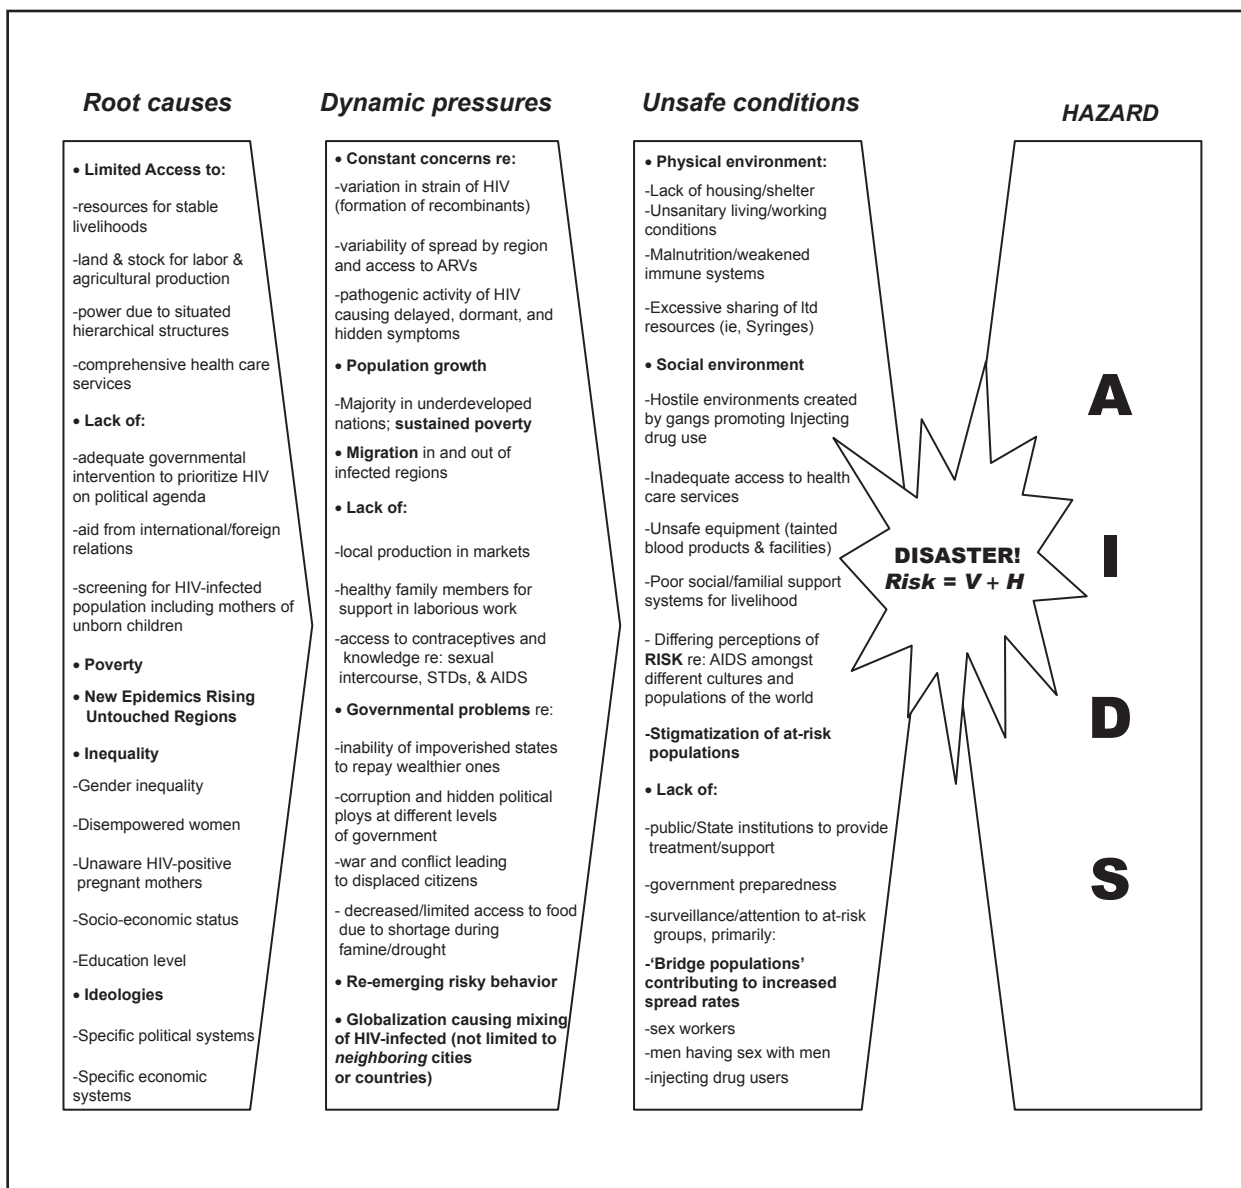 Root causes
• Limited Access to:
-resources for stable
livelihoods
-land & stock for labor &
agricultural production
-power due to situated
hierarchical structures
-comprehensive health care
services
• Lack of:
-adequate governmental
intervention to prioritize HIV
on political agenda
-aid from international/foreign
relations
-screening for HIV-infected
population including mothers of
unborn children
• Poverty
• New Epidemics Rising
Untouched Regions
• Inequality
-Gender inequality
-Disempowered women
-Unaware HIV-positive
pregnant mothers
-Socio-economic status
-Education level
• Ideologies
-Specific political systems
-Specific economic
systems
Dynamic pressures
• Constant concerns re:
-variation in strain of HIV
(formation of recombinants)
-variability of spread by region
and access to ARVs
-pathogenic activity of HIV
causing delayed, dormant, and
hidden symptoms
• Population growth
-Majority in underdeveloped
nations; sustained poverty
• Migration in and out of
infected regions
• Lack of:
-local production in markets
-healthy family members for
support in laborious work
-access to contraceptives and
knowledge re: sexual
intercourse, STDs, & AIDS
• Governmental problems re:
-inability of impoverished states
to repay wealthier ones
-corruption and hidden political
ploys at different levels
of government
-war and conflict leading
to displaced citizens
- decreased/limited access to food
due to shortage during
famine/drought
• Re-emerging risky behavior
• Globalization causing mixing
of HIV-infected (not limited to
neighboring cities
or countries)
Unsafe conditions
• Physical environment:
-Lack of housing/shelter
-Unsanitary living/working
conditions
-Malnutrition/weakened
immune systems
-Excessive sharing of ltd
resources (ie, Syringes)
• Social environment
-Hostile environments created
by gangs promoting Injecting
drug use
-Inadequate access to health
care services
-Unsafe equipment (tainted
blood products & facilities)
-Poor social/familial support
systems for livelihood
- Differing perceptions of
RISK re: AIDS amongst
different cultures and
populations of the world
-Stigmatization of at-risk
populations
• Lack of:
-public/State institutions to provide
treatment/support
-government preparedness
-surveillance/attention to at-risk
groups, primarily:
-‘Bridge populations’
contributing to increased
spread rates
-sex workers
-men having sex with men
-injecting drug users
DISASTER!
Risk = V + H
HAZARD
A
I
D
S